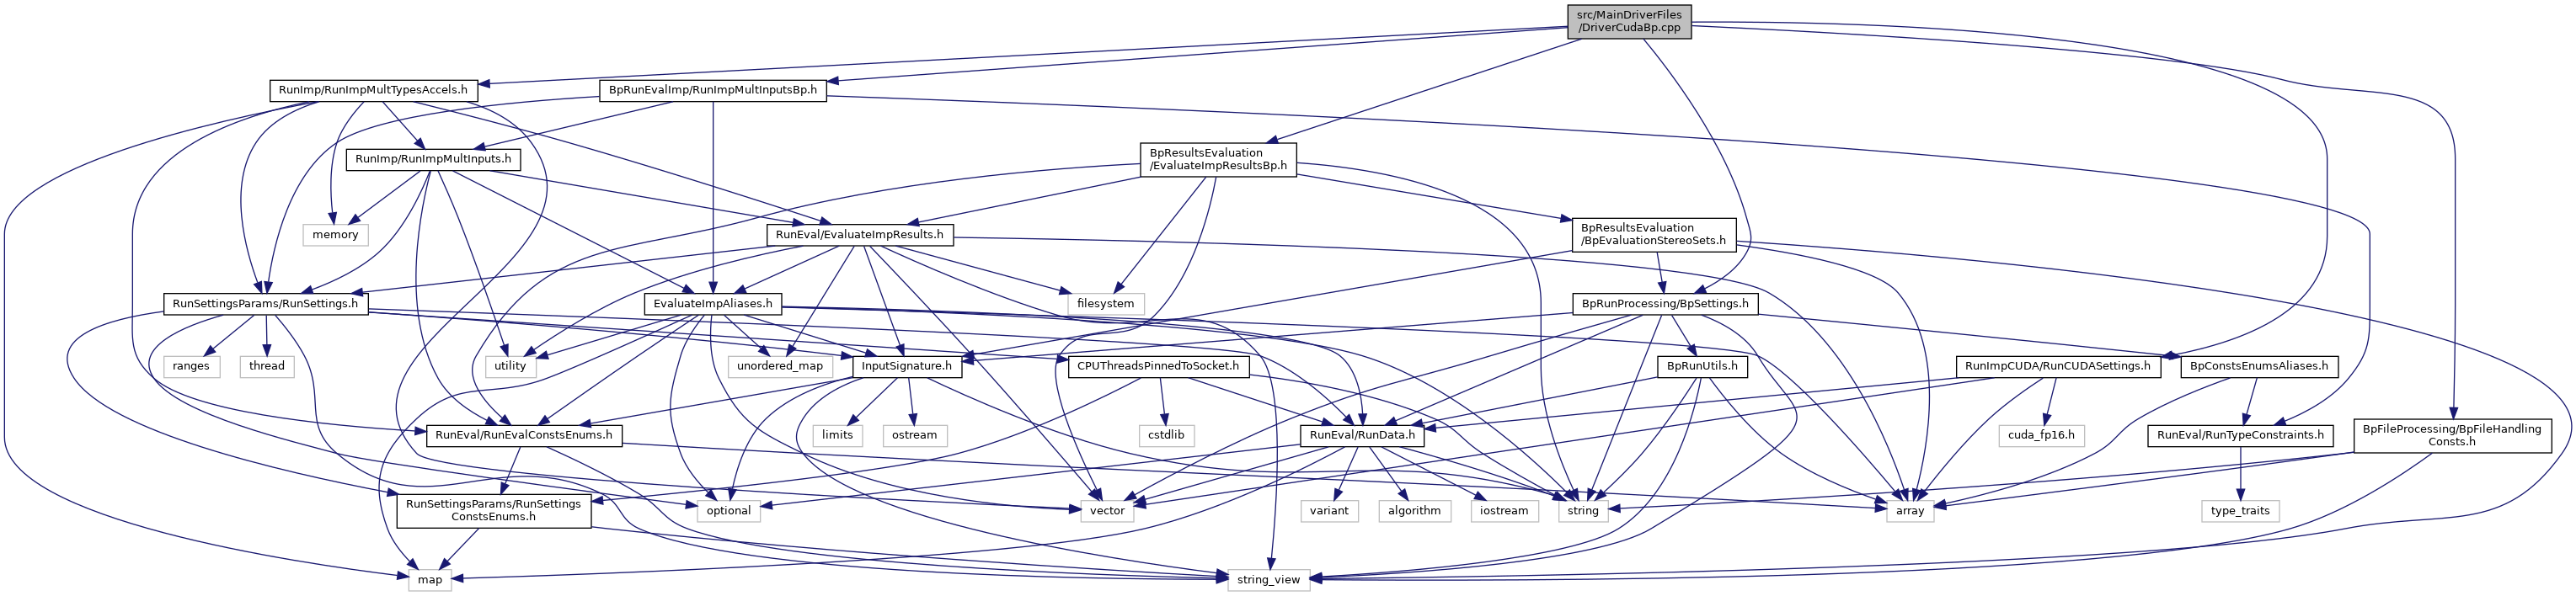 src/MainDriverFiles
/DriverCudaBp.cpp
RunImp/RunImpMultTypesAccels.h
BpRunEvalImp/RunImpMultInputsBp.h
RunImp/RunImpMultInputs.h
BpResultsEvaluation
/EvaluateImpResultsBp.h
memory
RunEval/EvaluateImpResults.h
BpResultsEvaluation
/BpEvaluationStereoSets.h
RunSettingsParams/RunSettings.h
EvaluateImpAliases.h
filesystem
BpRunProcessing/BpSettings.h
ranges
thread
utility
unordered_map
InputSignature.h
CPUThreadsPinnedToSocket.h
BpRunUtils.h
RunImpCUDA/RunCUDASettings.h
BpConstsEnumsAliases.h
RunEval/RunEvalConstsEnums.h
limits
ostream
cstdlib
RunEval/RunData.h
cuda_fp16.h
RunEval/RunTypeConstraints.h
BpFileProcessing/BpFileHandling
Consts.h
RunSettingsParams/RunSettings
ConstsEnums.h
optional
vector
variant
algorithm
iostream
string
array
type_traits
map
string_view